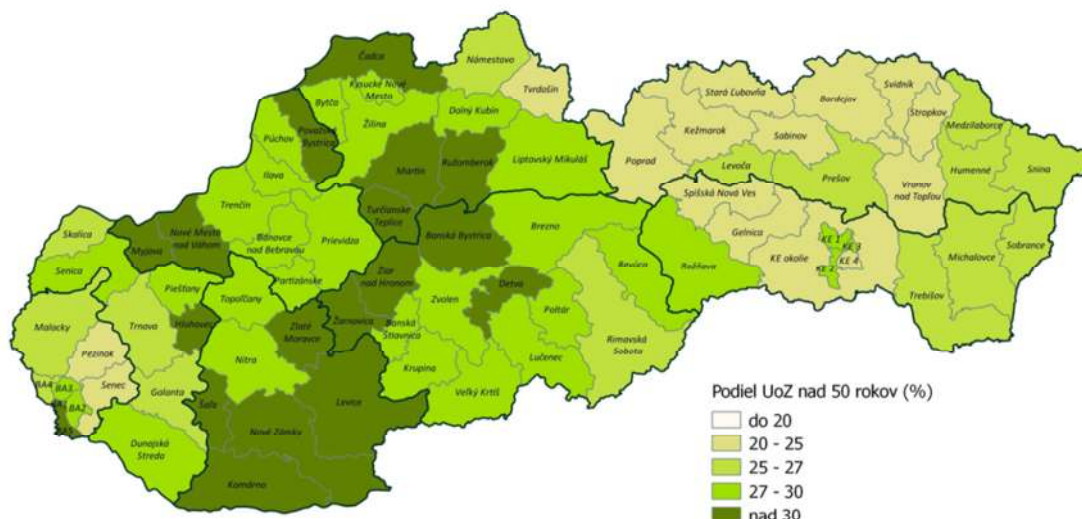 Čadca
Námestovo
Kysucké Nové
Mesto
Tvrdošín
Bytča
Dolný Kubín
Žilina
Považská
Bystrica
Púchov
Ilava
Martin
Ružomberok
Liptovský Mikuláš
Poprad
Kežmarok
Stará Ľubovňa
Bardejov
Svidník
Stropkov
Sabinov
Medzilaborce
Levoča
Prešov
Humenné
Snina
Vranov
nad Topľou
Spišská Nová Ves
Gelnica
KE okolie
KE 1
KE 2
KE 3
KE 4
Michalovce
Sobrance
Trebišov
Trenčín
Turčianske
Teplice
Banská Bystrica
Brezno
Prievidza
Bánovce
nad Bebravou
Nové Mesto
nad Váhom
Myjava
Skalica
Senica
Partizánske
Žiar
nad Hronom
Detva
Revúca
Rožňava
Piešťany
Topoľčany
Zvolen
Poltár
Malacky
Trnava
Hlohovec
Zlaté
Moravce
Žarnovica
Banská
Štiavnica
Rimavská
Sobota
Pezinok
Nitra
Krupina
Lučenec
Senec
Galanta
Levice
Veľký Krtíš
BA4
BA3
BA2
Šaľa
Nové Zámky
Dunajská
Streda
Komárno
Podiel UoZ nad 50 rokov (%)
do 20
20 - 25
25 - 27
27 - 30
nad 30